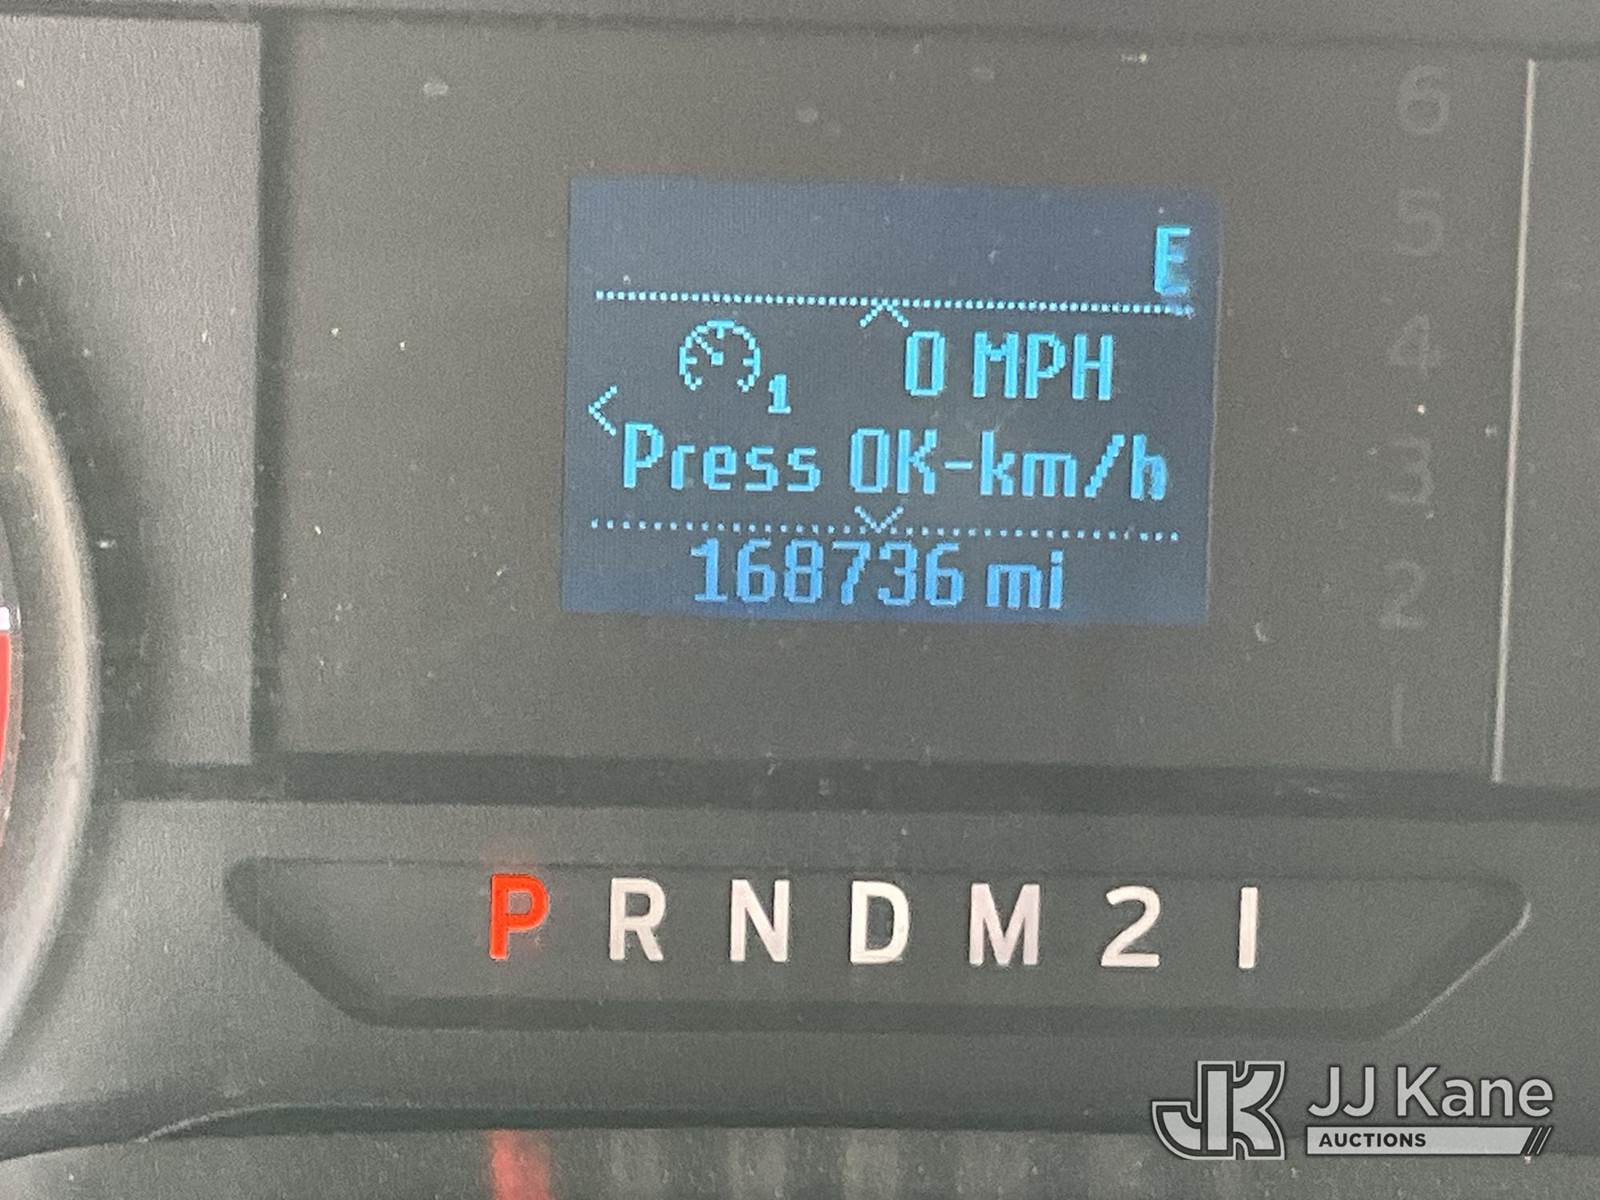 E
0 MPH
1
Press OK-km/h
168736 mi
6
5
4
3
2
1
P R N D M 2 1
JK JJ Kane
AUCTIONS